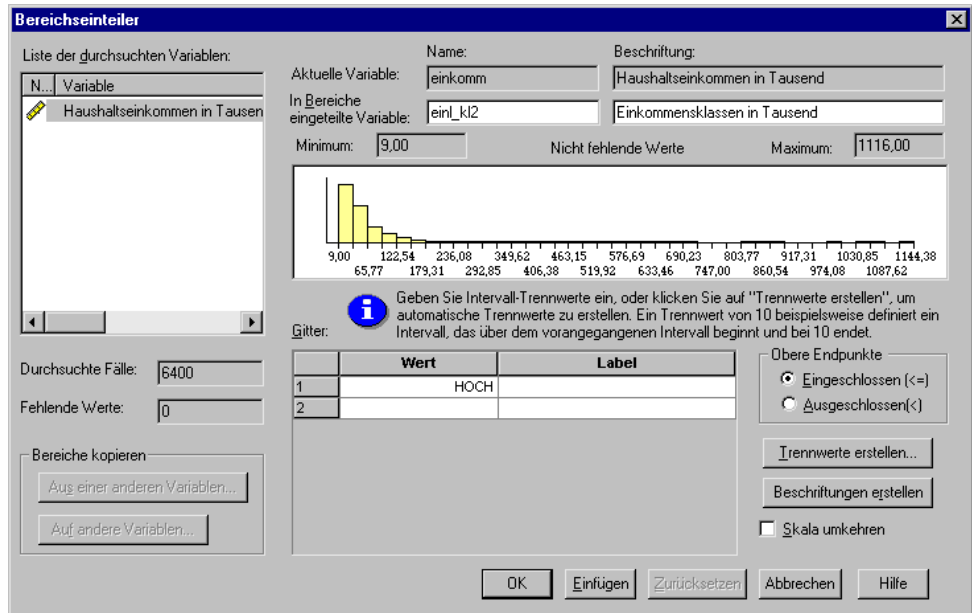 Bereichseinteiler
Liste der durchsuchten Variablen:
N... Variable
Haushaltseinkommen in Tausen
Durchsuchte Fälle: 6400
Fehlende Werte: 0
Bereiche kopieren
Aus einer anderen Variablen...
Auf andere Variablen...
Name: Beschriftung:
Aktuelle Variable: einkomm Haushaltseinkommen in Tausend
In Bereiche
eingeteilte Variable: einl_kl2 Einkommensklassen in Tausend
Minimum: 9,00 Nicht fehlende Werte Maximum: 1116,00
9,00 122,54 236,08 349,62 463,15 576,69 690,23 803,77 917,31 1030,85 1144,38
65,77 179,31 292,85 406,38 519,92 633,46 747,00 860,54 974,08 1087,62
Geben Sie Intervall-Trennwerte ein, oder klicken Sie auf "Trennwerte erstellen", um
automatische Trennwerte zu erstellen. Ein Trennwert von 10 beispielsweise definiert ein
Intervall, das über dem vorangegangenen Intervall beginnt und bei 10 endet.
Gitter:
Wert Label
1 HOCH
2
Obere Endpunkte
Eingeschlossen (<=)
Ausgeschlossen(<)
Trennwerte erstellen...
Beschriftungen erstellen
Skala umkehren
OK Einfügen Zurücksetzen Abbrechen Hilfe